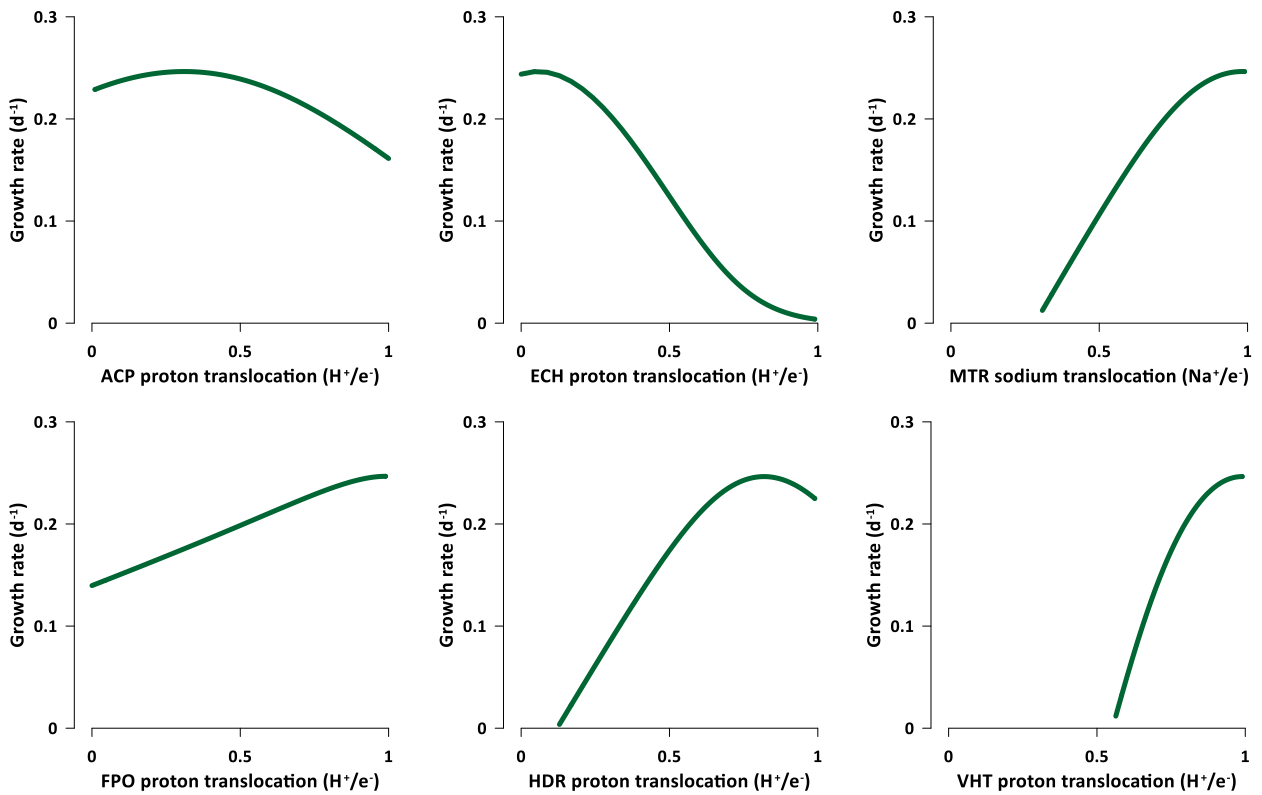 0.3
0.2
0.1
0
Growth rate (d⁻¹)
0 0.5 1
ACP proton translocation (H⁺/e⁻)
0.3
0.2
0.1
0
Growth rate (d⁻¹)
0 0.5 1
ECH proton translocation (H⁺/e⁻)
0.3
0.2
0.1
0
Growth rate (d⁻¹)
0 0.5 1
MTR sodium translocation (Na⁺/e⁻)
0.3
0.2
0.1
0
Growth rate (d⁻¹)
0 0.5 1
FPO proton translocation (H⁺/e⁻)
0.3
0.2
0.1
0
Growth rate (d⁻¹)
0 0.5 1
HDR proton translocation (H⁺/e⁻)
0.3
0.2
0.1
0
Growth rate (d⁻¹)
0 0.5 1
VHT proton translocation (H⁺/e⁻)